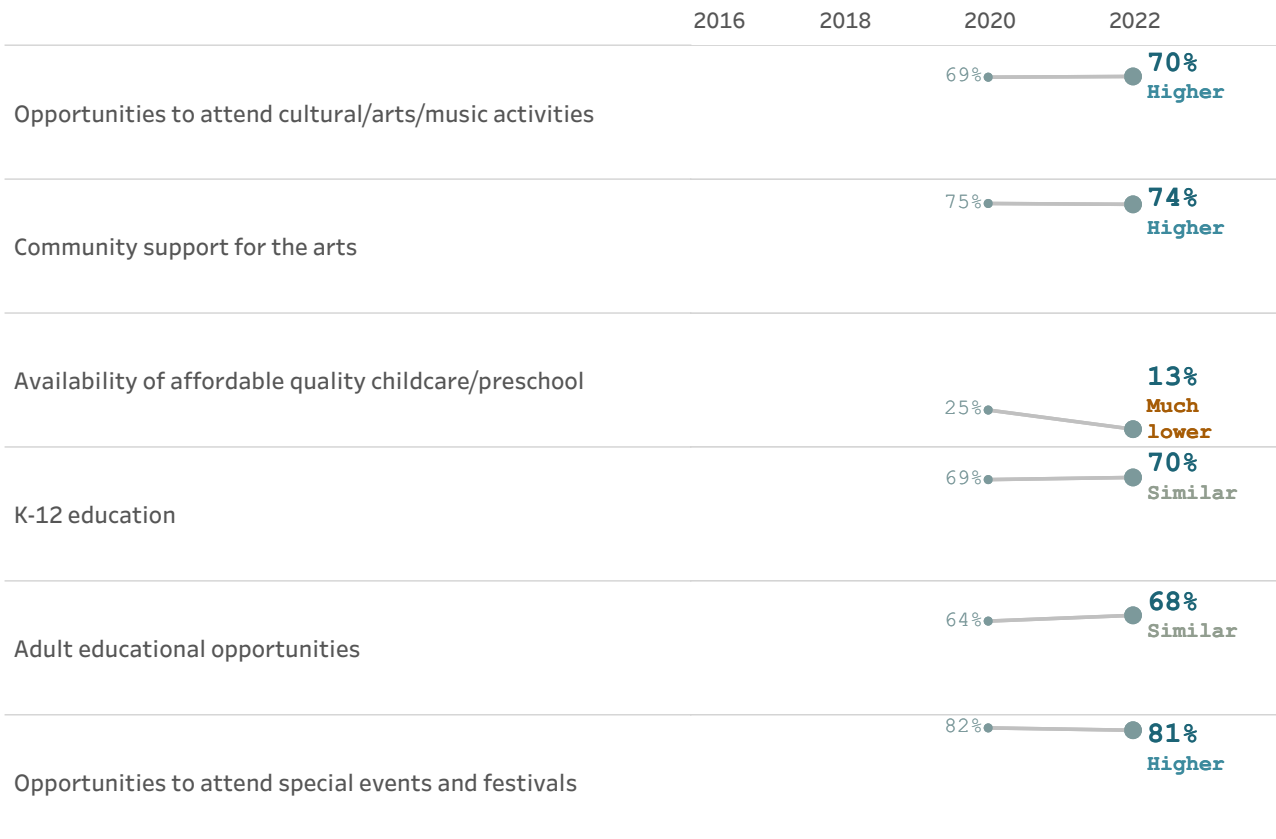 2016 2018 2020 2022
70%
69%
Higher
Opportunities to attend cultural/arts/music activities
74%
75%
Higher
Community support for the arts
13%
Availability of affordable quality childcare/preschool
25%
Much
lower
70%
69%
Similar
K-12 education
68%
64%
Similar
Adult educational opportunities
82%
81%
Higher
Opportunities to attend special events and festivals